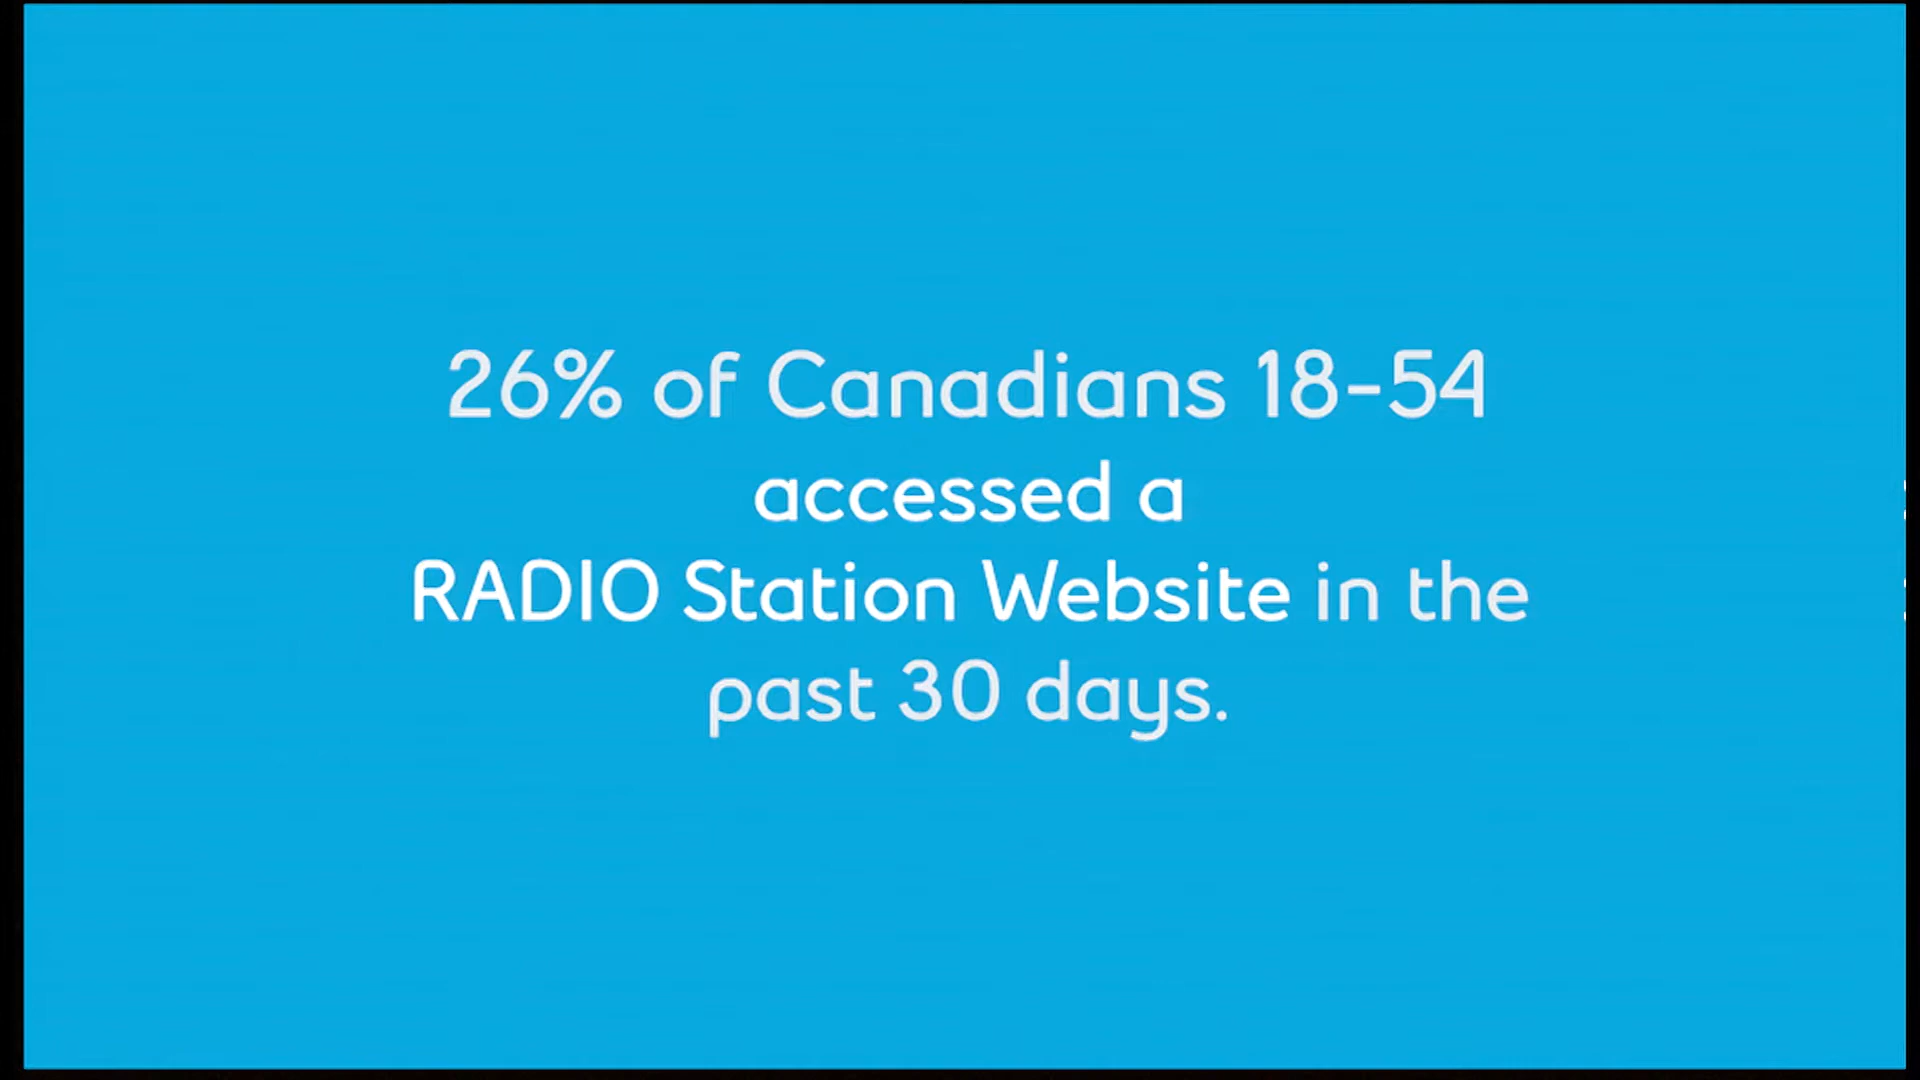 26% of Canadians 18-54
accessed a
RADIO Station Website in the
past 30 days.